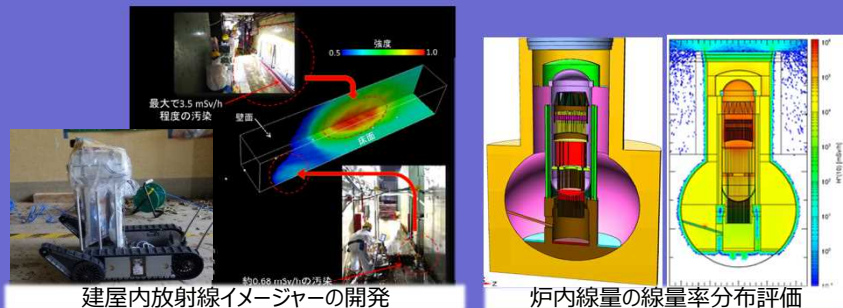 強度
0.5
1.0
最大で3.5 mSv/h
程度の汚染
壁面
床面
約0.68 mSv/hの汚染
建屋内放射線イメージャーの開発
H*(10) [mSv/h]
炉内線量の線量率分布評価